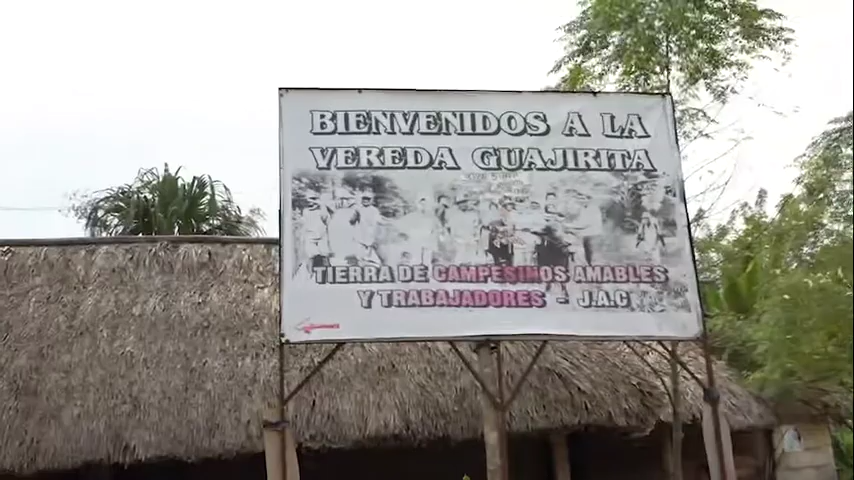 BIENVENIDOS A LA
VEREDA GUAJIRITA
TIERRA DE CAMPESINOS AMABLES
Y TRABAJADORES - J.A.C